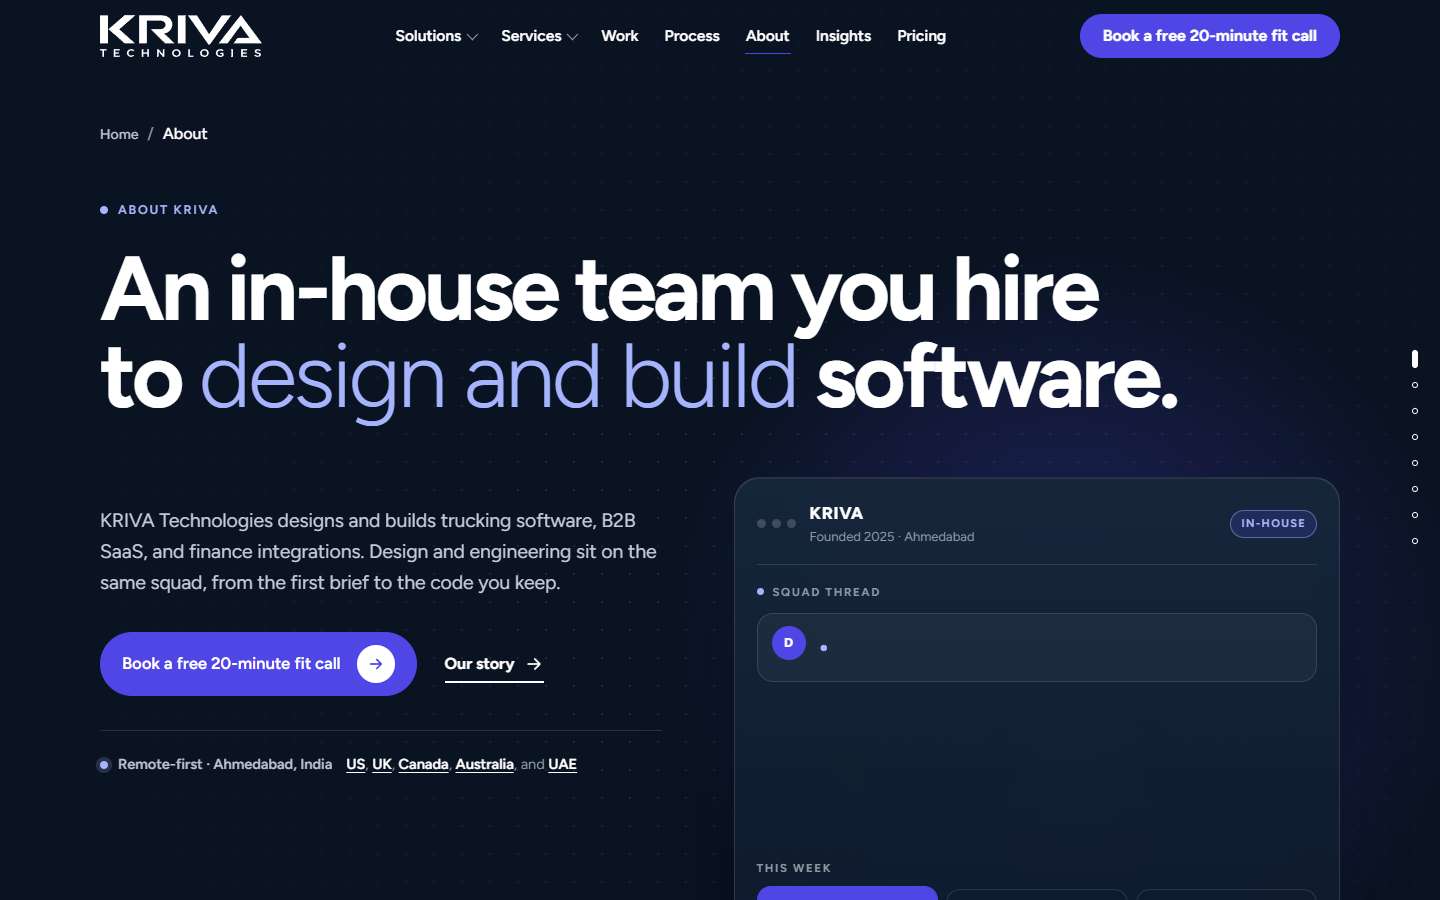 KRIVA
TECHNOLOGIES
Solutions Services Work Process About Insights Pricing
Book a free 20-minute fit call
Home / About
ABOUT KRIVA
An in-house team you hire
to design and build software.
KRIVA Technologies designs and builds trucking software, B2B
SaaS, and finance integrations. Design and engineering sit on the
same squad, from the first brief to the code you keep.
Book a free 20-minute fit call
Our story
Remote-first · Ahmedabad, India US, UK, Canada, Australia, and UAE
KRIVA
Founded 2025 · Ahmedabad
IN-HOUSE
SQUAD THREAD
D
THIS WEEK